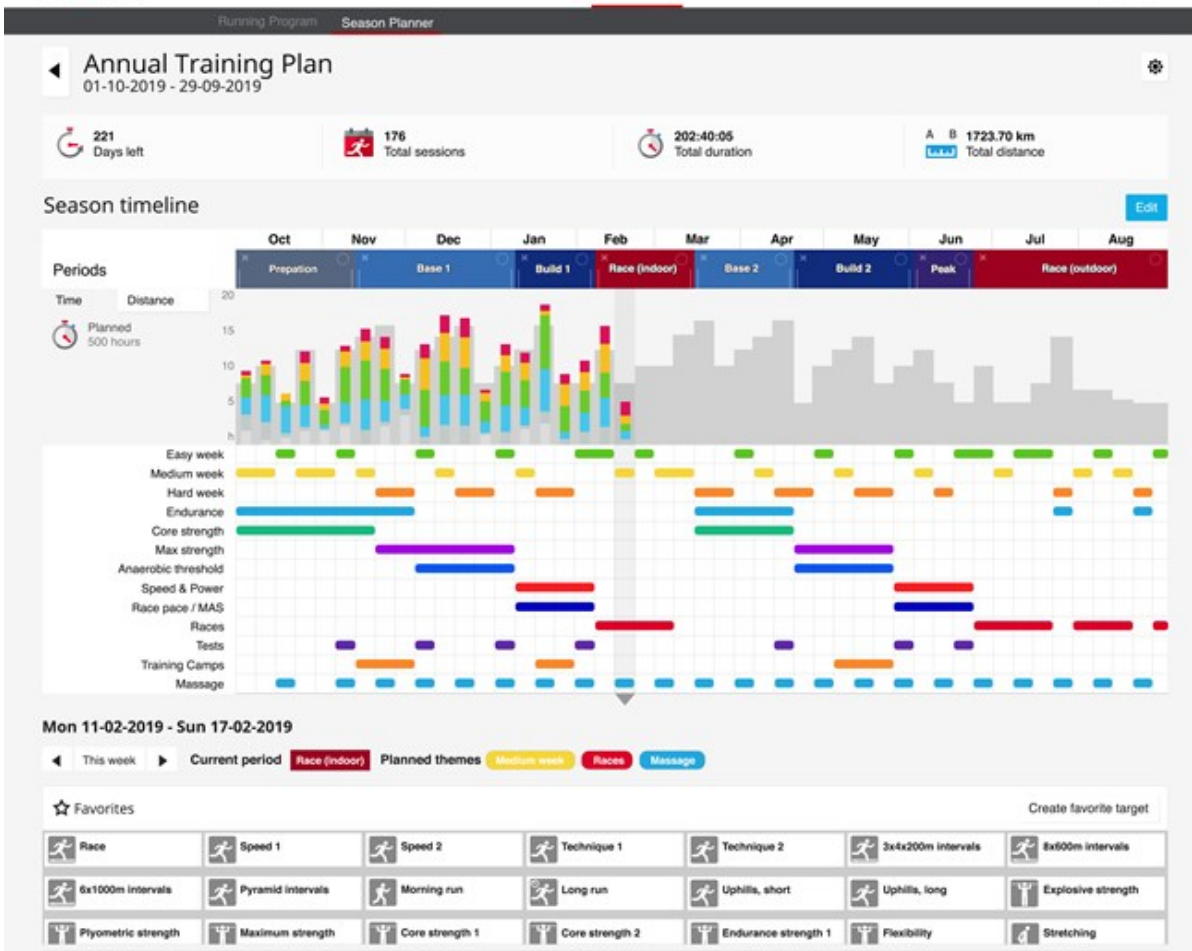 Running Program Season Planner
Annual Training Plan
01-10-2019 - 29-09-2019
221
Days left
176
Total sessions
202:40:05
Total duration
A B 1723.70 km
Total distance
Season timeline
Edit
Oct Nov Dec Jan Feb Mar Apr May Jun Jul Aug
Periods Prepation Base 1 Build 1 Race (indoor) Base 2 Build 2 Peak Race (outdoor)
Time Distance
Planned
500 hours
20
15
10
5
h
Easy week
Medium week
Hard week
Endurance
Core strength
Max strength
Anaerobic threshold
Speed & Power
Race pace / MAS
Races
Tests
Training Camps
Massage
Mon 11-02-2019 - Sun 17-02-2019
This week Current period Race (indoor) Planned themes Medium week Races Massage
Favorites Create favorite target
Race Speed 1 Speed 2 Technique 1 Technique 2 3x4x200m intervals 8x600m intervals
6x1000m intervals Pyramid intervals Morning run Long run Uphills, short Uphills, long Explosive strength
Plyometric strength Maximum strength Core strength 1 Core strength 2 Endurance strength 1 Flexibility Stretching